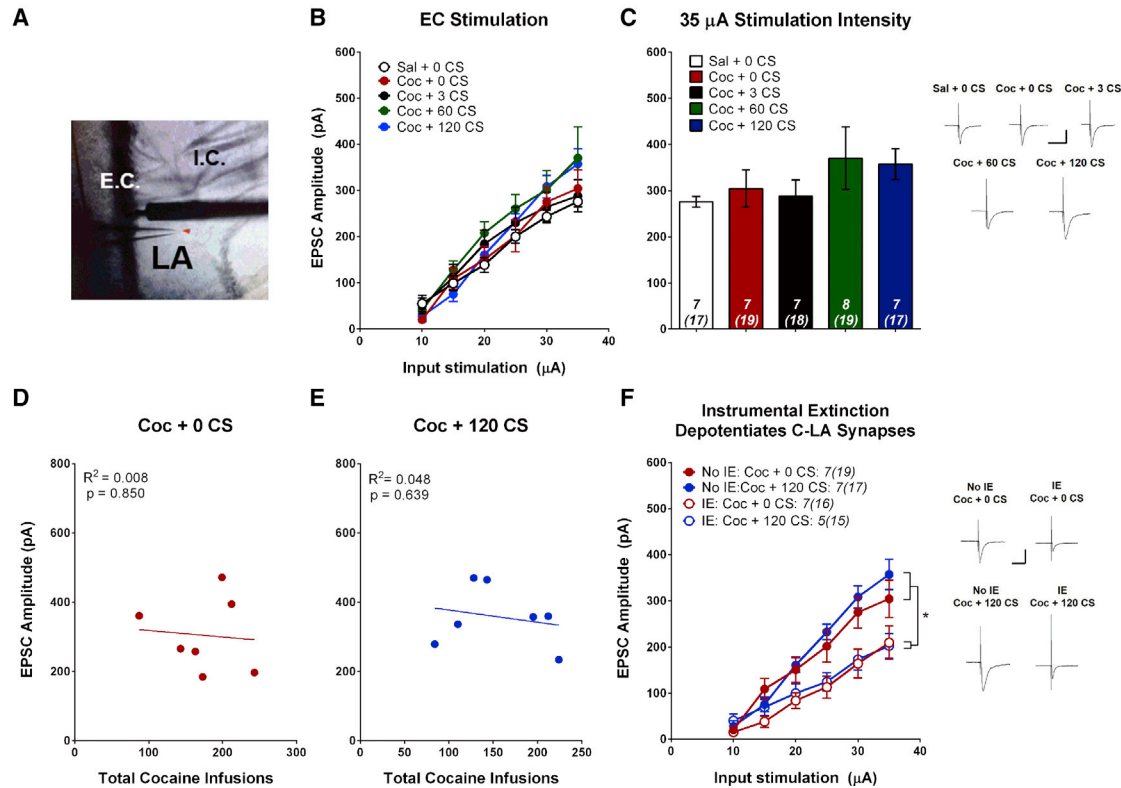 A
E.C.
I.C.
LA
B
EC Stimulation
EPSC Amplitude (pA)
600
500
400
300
200
100
0
Sal + 0 CS
Coc + 0 CS
Coc + 3 CS
Coc + 60 CS
Coc + 120 CS
0
10
20
30
40
Input stimulation (μA)
C
35 μA Stimulation Intensity
600
500
400
300
200
100
0
Sal + 0 CS
Coc + 0 CS
Coc + 3 CS
Coc + 60 CS
Coc + 120 CS
7
(17)
7
(19)
7
(18)
8
(19)
7
(17)
Sal + 0 CS
Coc + 0 CS
Coc + 3 CS
Coc + 60 CS
Coc + 120 CS
D
Coc + 0 CS
EPSC Amplitude (pA)
800
600
400
200
0
R² = 0.008
p = 0.850
0
100
200
300
Total Cocaine Infusions
E
Coc + 120 CS
800
600
400
200
0
R² = 0.048
p = 0.639
0
50
100
150
200
250
Total Cocaine Infusions
F
Instrumental Extinction
Depotentiates C-LA Synapses
EPSC Amplitude (pA)
600
500
400
300
200
100
0
No IE: Coc + 0 CS: 7(19)
No IE:Coc + 120 CS: 7(17)
IE: Coc + 0 CS: 7(16)
IE: Coc + 120 CS: 5(15)
*
0
10
20
30
40
Input stimulation (μA)
No IE
Coc + 0 CS
IE
Coc + 0 CS
No IE
Coc + 120 CS
IE
Coc + 120 CS